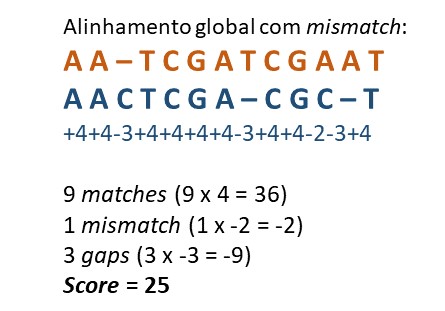 Alinhamento global com mismatch:
A A – T C G A T C G A A T
A A C T C G A – C G C – T
+4+4-3+4+4+4+4-3+4+4-2-3+4
9 matches (9 x 4 = 36)
1 mismatch (1 x -2 = -2)
3 gaps (3 x -3 = -9)
Score = 25